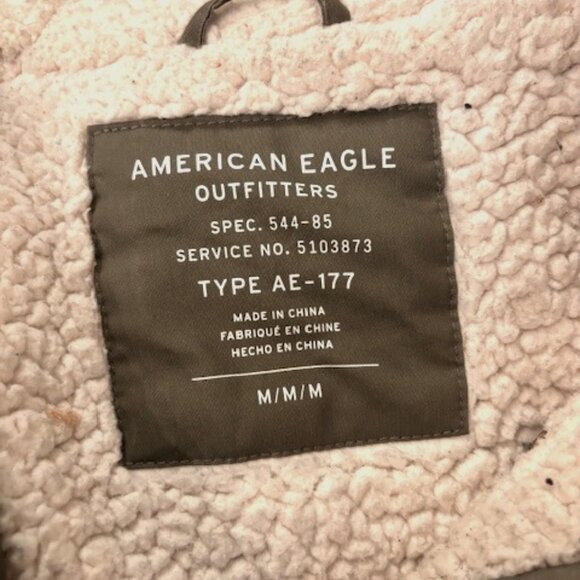 AMERICAN EAGLE
OUTFITTERS
SPEC. 544-85
SERVICE NO. 5103873
TYPE AE-177
MADE IN CHINA
FABRIQUÉ EN CHINE
HECHO EN CHINA
M/M/M